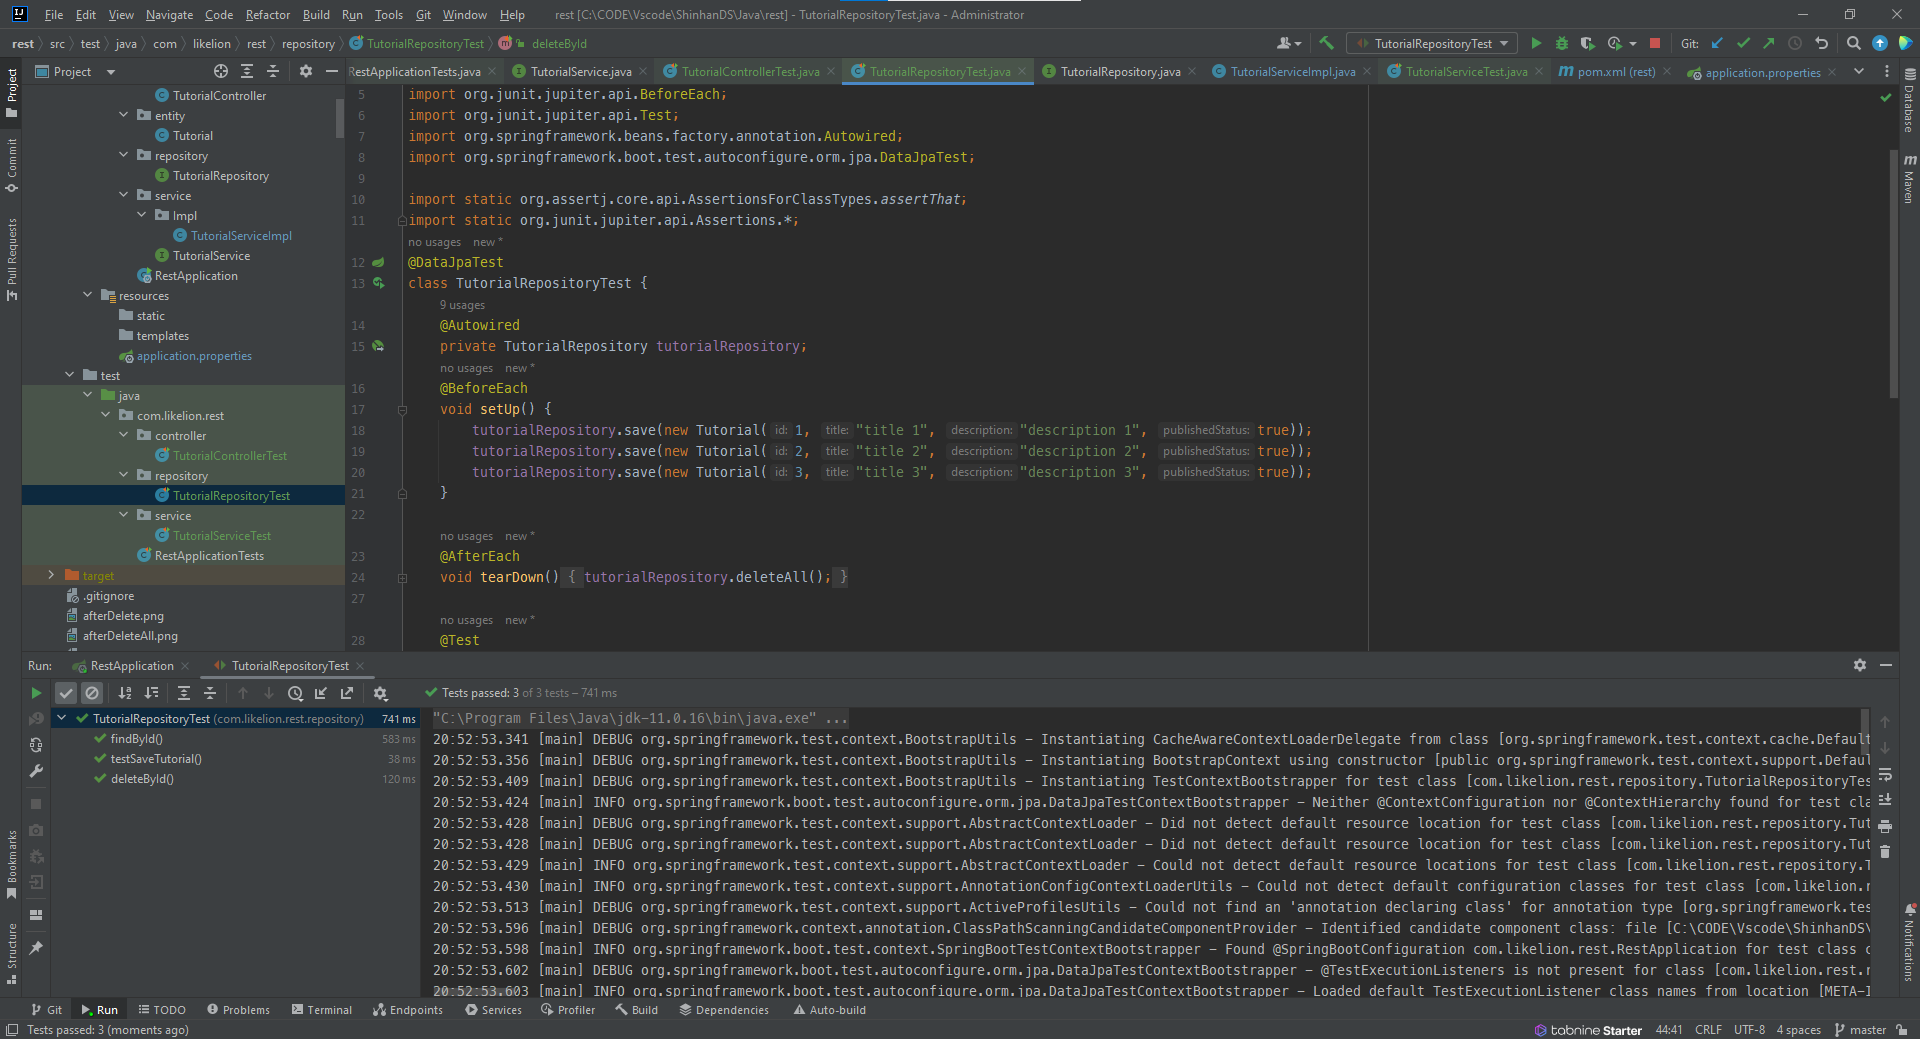 File Edit View Navigate Code Refactor Build Run Tools Git Window Help rest [C:\CODE\Vscode\ShinhanDS\Java\rest] - TutorialRepositoryTest.java - Administrator
rest src test java com likelion rest repository TutorialRepositoryTest deleteById TutorialRepositoryTest Git:
Project RestApplicationTests.java TutorialService.java TutorialControllerTest.java TutorialRepositoryTest.java TutorialRepository.java TutorialServiceImpl.java TutorialServiceTest.java pom.xml (rest) application.properties
Project
Commit
Pull Requests
Bookmarks
Structure
TutorialController
entity
Tutorial
repository
TutorialRepository
service
Impl
TutorialServiceImpl
TutorialService
RestApplication
resources
static
templates
application.properties
test
java
com.likelion.rest
controller
TutorialControllerTest
repository
TutorialRepositoryTest
service
TutorialServiceTest
RestApplicationTests
target
.gitignore
afterDelete.png
afterDeleteAll.png
5 import org.junit.jupiter.api.BeforeEach;
6 import org.junit.jupiter.api.Test;
7 import org.springframework.beans.factory.annotation.Autowired;
8 import org.springframework.boot.test.autoconfigure.orm.jpa.DataJpaTest;
9
10 import static org.assertj.core.api.AssertionsForClassTypes.assertThat;
11 import static org.junit.jupiter.api.Assertions.*;
no usages new *
12 @DataJpaTest
13 class TutorialRepositoryTest {
9 usages
14 @Autowired
15 private TutorialRepository tutorialRepository;
no usages new *
16 @BeforeEach
17 void setUp() {
18 tutorialRepository.save(new Tutorial( id: 1, title: "title 1", description: "description 1", publishedStatus: true));
19 tutorialRepository.save(new Tutorial( id: 2, title: "title 2", description: "description 2", publishedStatus: true));
20 tutorialRepository.save(new Tutorial( id: 3, title: "title 3", description: "description 3", publishedStatus: true));
21 }
22
no usages new *
23 @AfterEach
24 void tearDown() { tutorialRepository.deleteAll(); }
27
no usages new *
28 @Test
Database
Maven
Notifications
Run: RestApplication TutorialRepositoryTest
Tests passed: 3 of 3 tests – 741 ms
TutorialRepositoryTest (com.likelion.rest.repository) 741 ms
findById() 583 ms
testSaveTutorial() 38 ms
deleteById() 120 ms
"C:\Program Files\Java\jdk-11.0.16\bin\java.exe" ...
20:52:53.341 [main] DEBUG org.springframework.test.context.BootstrapUtils - Instantiating CacheAwareContextLoaderDelegate from class [org.springframework.test.context.cache.Default
20:52:53.356 [main] DEBUG org.springframework.test.context.BootstrapUtils - Instantiating BootstrapContext using constructor [public org.springframework.test.context.support.Defaul
20:52:53.409 [main] DEBUG org.springframework.test.context.BootstrapUtils - Instantiating TestContextBootstrapper for test class [com.likelion.rest.repository.TutorialRepositoryTes
20:52:53.424 [main] INFO org.springframework.boot.test.autoconfigure.orm.jpa.DataJpaTestContextBootstrapper - Neither @ContextConfiguration nor @ContextHierarchy found for test cla
20:52:53.428 [main] DEBUG org.springframework.test.context.support.AbstractContextLoader - Did not detect default resource location for test class [com.likelion.rest.repository.Tut
20:52:53.428 [main] DEBUG org.springframework.test.context.support.AbstractContextLoader - Did not detect default resource location for test class [com.likelion.rest.repository.Tut
20:52:53.429 [main] INFO org.springframework.test.context.support.AbstractContextLoader - Could not detect default resource locations for test class [com.likelion.rest.repository.T
20:52:53.430 [main] INFO org.springframework.test.context.support.AnnotationConfigContextLoaderUtils - Could not detect default configuration classes for test class [com.likelion.r
20:52:53.513 [main] DEBUG org.springframework.test.context.support.ActiveProfilesUtils - Could not find an 'annotation declaring class' for annotation type [org.springframework.tes
20:52:53.596 [main] DEBUG org.springframework.context.annotation.ClassPathScanningCandidateComponentProvider - Identified candidate component class: file [C:\CODE\Vscode\ShinhanDS\
20:52:53.598 [main] INFO org.springframework.boot.test.context.SpringBootTestContextBootstrapper - Found @SpringBootConfiguration com.likelion.rest.RestApplication for test class c
20:52:53.602 [main] DEBUG org.springframework.boot.test.autoconfigure.orm.jpa.DataJpaTestContextBootstrapper - @TestExecutionListeners is not present for class [com.likelion.rest.r
20:52:53.603 [main] INFO org.springframework.boot.test.autoconfigure.orm.jpa.DataJpaTestContextBootstrapper - Loaded default TestExecutionListener class names from location [META-I
Git Run TODO Problems Terminal Endpoints Services Profiler Build Dependencies Auto-build
Tests passed: 3 (moments ago) tabnine Starter 44:41 CRLF UTF-8 4 spaces master